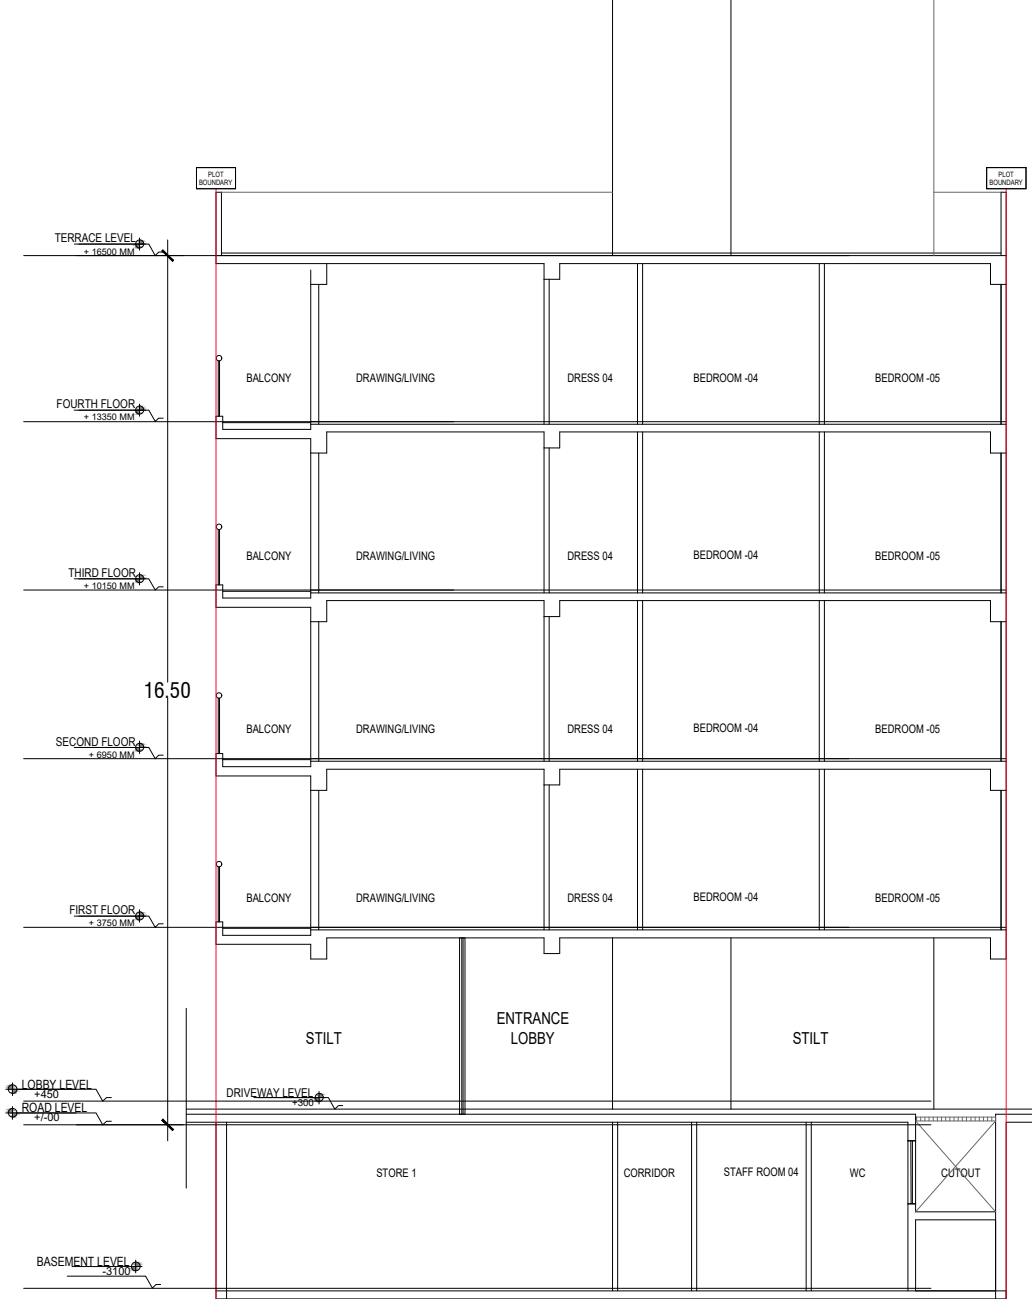 PLOT
BOUNDARY
PLOT
BOUNDARY
TERRACE LEVEL
+ 16500 MM
BALCONY DRAWING/LIVING DRESS 04 BEDROOM -04 BEDROOM -05
FOURTH FLOOR
+ 13350 MM
BALCONY DRAWING/LIVING DRESS 04 BEDROOM -04 BEDROOM -05
THIRD FLOOR
+ 10150 MM
16.50
BALCONY DRAWING/LIVING DRESS 04 BEDROOM -04 BEDROOM -05
SECOND FLOOR
+ 6950 MM
BALCONY DRAWING/LIVING DRESS 04 BEDROOM -04 BEDROOM -05
FIRST FLOOR
+ 3750 MM
STILT
ENTRANCE
LOBBY
STILT
LOBBY LEVEL
+450
DRIVEWAY LEVEL
+300
ROAD LEVEL
+/-00
STORE 1 CORRIDOR STAFF ROOM 04 WC CUTOUT
BASEMENT LEVEL
-3100